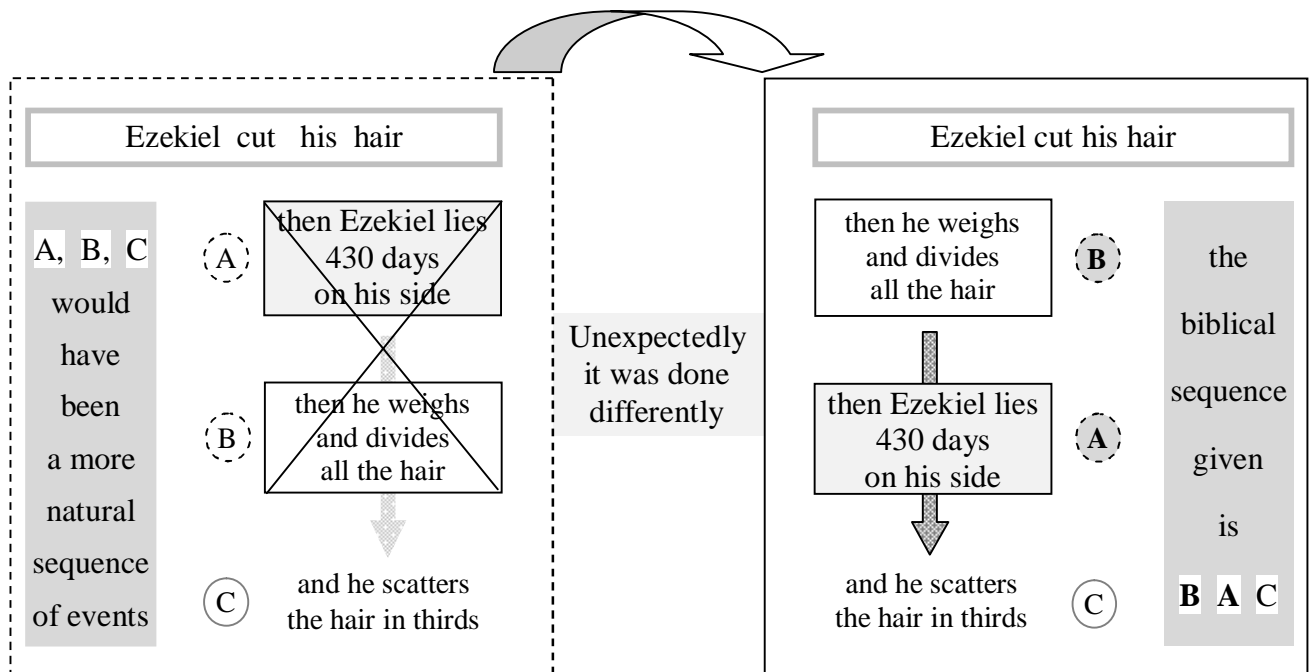 Ezekiel cut his hair
A, B, C
would
have
been
a more
natural
sequence
of events
A
then Ezekiel lies
430 days
on his side
B
then he weighs
and divides
all the hair
C
and he scatters
the hair in thirds
Unexpectedly
it was done
differently
Ezekiel cut his hair
then he weighs
and divides
all the hair
B
then Ezekiel lies
430 days
on his side
A
and he scatters
the hair in thirds
C
the
biblical
sequence
given
is
B A C